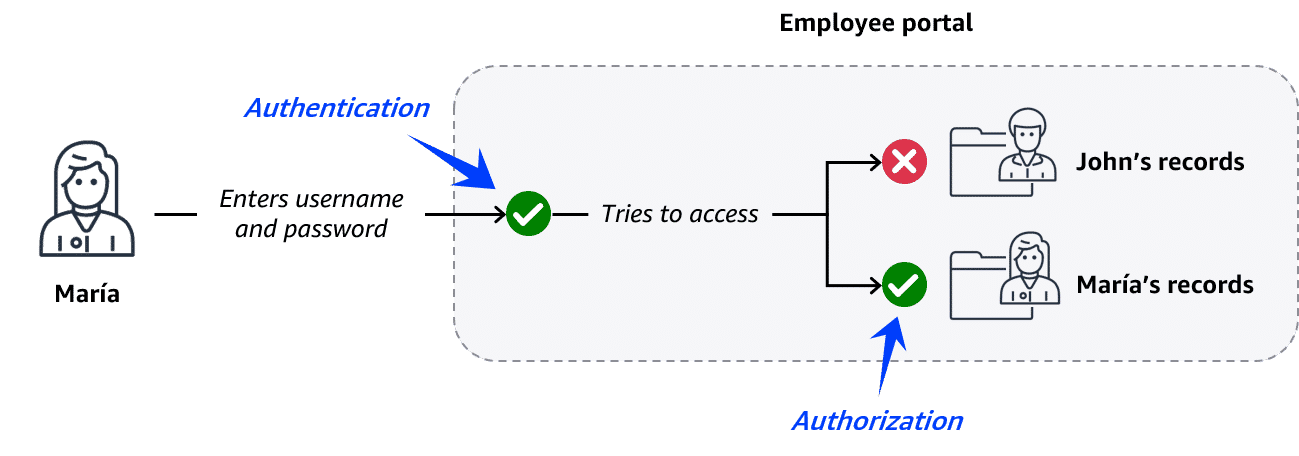 Employee portal
Authentication
Enters username
and password
Tries to access
John’s records
María’s records
María
Authorization